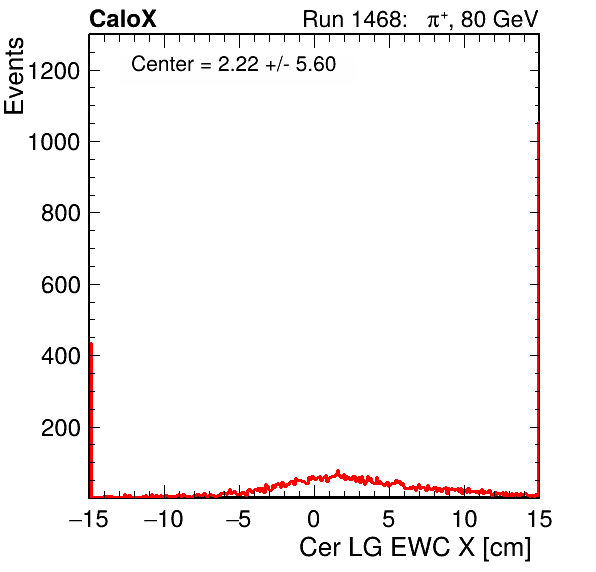 CaloX Run 1468: π⁺, 80 GeV
Center = 2.22 +/- 5.60
Events
1200
1000
800
600
400
200
−15 −10 −5 0 5 10 15
Cer LG EWC X [cm]